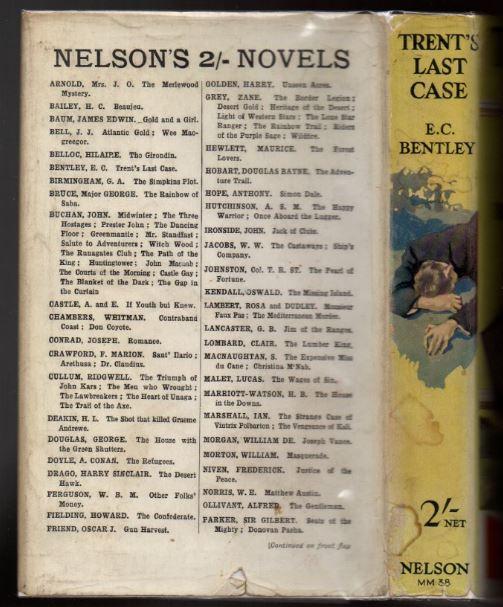 NELSON'S 2/- NOVELS
ARNOLD, Mrs. J. O. The Merlewood
Mystery.
BAILEY, H. C. Beaujeu.
BAUM, JAMES EDWIN. Gold and a Girl.
BELL, J. J. Atlantic Gold; Wee Mac-
greegor.
BELLOC, HILAIRE. The Girondin.
BENTLEY, E. C. Trent's Last Case.
BIRMINGHAM, G. A. The Simpkins Plot.
BRUCE, Major GEORGE. The Rainbow of
Saba.
BUCHAN, JOHN. Midwinter; The Three
Hostages; Prester John; The Dancing
Floor; Greenmantle; Mr. Standfast;
Salute to Adventurers; Witch Wood;
The Runagates Club; The Path of the
King; Huntingtower; John Macnab;
The Courts of the Morning; Castle Gay;
The Blanket of the Dark; The Gap in
the Curtain
CASTLE, A. and E. If Youth but Knew.
CHAMBERS, WHITMAN. Contraband
Coast; Don Coyote.
CONRAD, JOSEPH. Romance.
CRAWFORD, F. MARION. Sant' Ilario;
Arethusa; Dr. Claudius.
CULLUM, RIDGWELL. The Triumph of
John Kars; The Men who Wrought;
The Lawbreakers; The Heart of Unaga;
The Trail of the Axe.
DEAKIN, H. L. The Shot that killed Graeme
Andrewe.
DOUGLAS, GEORGE. The House with
the Green Shutters.
DOYLE, A. CONAN. The Refugees.
DRAGO, HARRY SINCLAIR. The Desert
Hawk.
FERGUSON, W. B. M. Other Folks'
Money.
FIELDING, HOWARD. The Confederate.
FRIEND, OSCAR J. Gun Harvest.
GOLDEN, HARRY. Unseen Acres.
GREY, ZANE. The Border Legion;
Desert Gold; Heritage of the Desert;
Light of Western Stars; The Lone Star
Ranger; The Rainbow Trail; Riders
of the Purple Sage; Wildfire.
HEWLETT, MAURICE. The Forest
Lovers.
HOBART, DOUGLAS BAYNE. The Adven-
ture Trail.
HOPE, ANTHONY. Simon Dale.
HUTCHINSON, A. S. M. The Happy
Warrior; Once Aboard the Lugger.
IRONSIDE, JOHN. Jack of Clubs.
JACOBS, W. W. The Castaways; Ship's
Company.
JOHNSTON, Col. T. B. ST. The Pearl of
Fortune.
KENDALL, OSWALD. The Missing Island.
LAMBERT, ROSA and DUDLEY. Monsieur
Faux Pas; The Mediterranean Murder.
LANCASTER, G. B. Jim of the Ranges.
LOMBARD, CLAIR. The Lumber King.
MACNAUGHTAN, S. The Expensive Miss
du Cane; Christina M'Nab.
MALET, LUCAS. The Wages of Sin.
MARRIOTT-WATSON, H. B. The House
in the Downs.
MARSHALL, IAN. The Strange Case of
Vintrix Polbarton; The Vengeance of Kali.
MORGAN, WILLIAM DE. Joseph Vance.
MORTON, WILLIAM. Masquerade.
NIVEN, FREDERICK. Justice of the
Peace.
NORRIS, W. E. Matthew Austin.
OLLIVANT, ALFRED. The Gentleman.
PARKER, SIR GILBERT. Seats of the
Mighty; Donovan Pasha.
[Continued on front flap
TRENT'S
LAST
CASE
E.C.
BENTLEY
2/-
NET
NELSON
MM 38